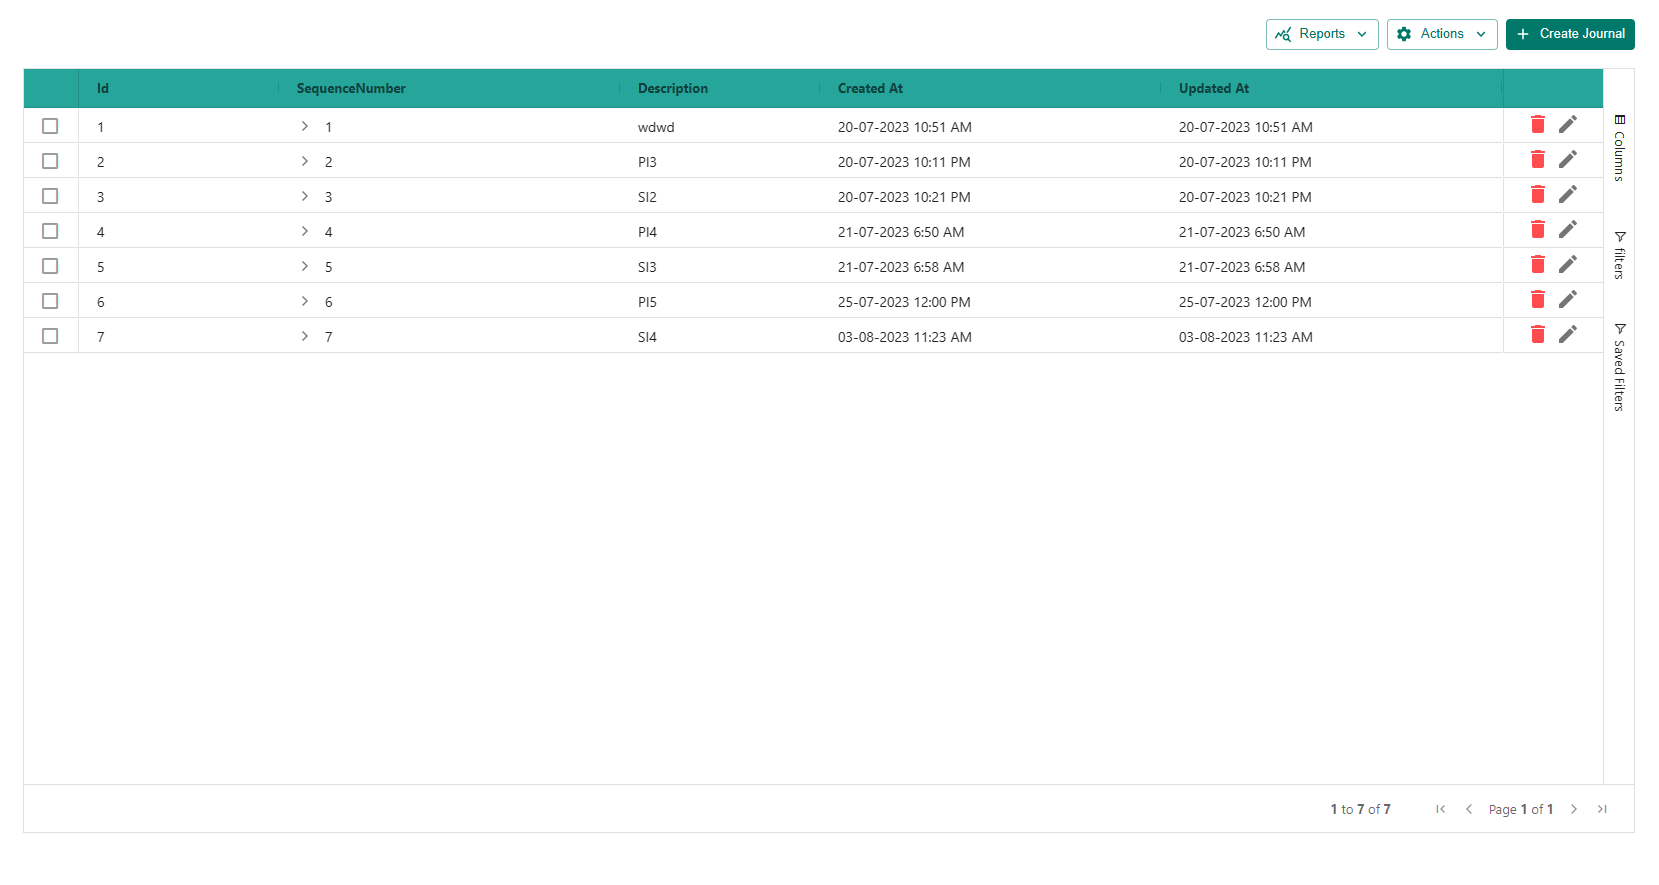 Reports Actions Create Journal
Id SequenceNumber Description Created At Updated At
1 1 wdwd 20-07-2023 10:51 AM 20-07-2023 10:51 AM
2 2 PI3 20-07-2023 10:11 PM 20-07-2023 10:11 PM
3 3 SI2 20-07-2023 10:21 PM 20-07-2023 10:21 PM
4 4 PI4 21-07-2023 6:50 AM 21-07-2023 6:50 AM
5 5 SI3 21-07-2023 6:58 AM 21-07-2023 6:58 AM
6 6 PI5 25-07-2023 12:00 PM 25-07-2023 12:00 PM
7 7 SI4 03-08-2023 11:23 AM 03-08-2023 11:23 AM
Columns
filters
Saved Filters
1 to 7 of 7 Page 1 of 1